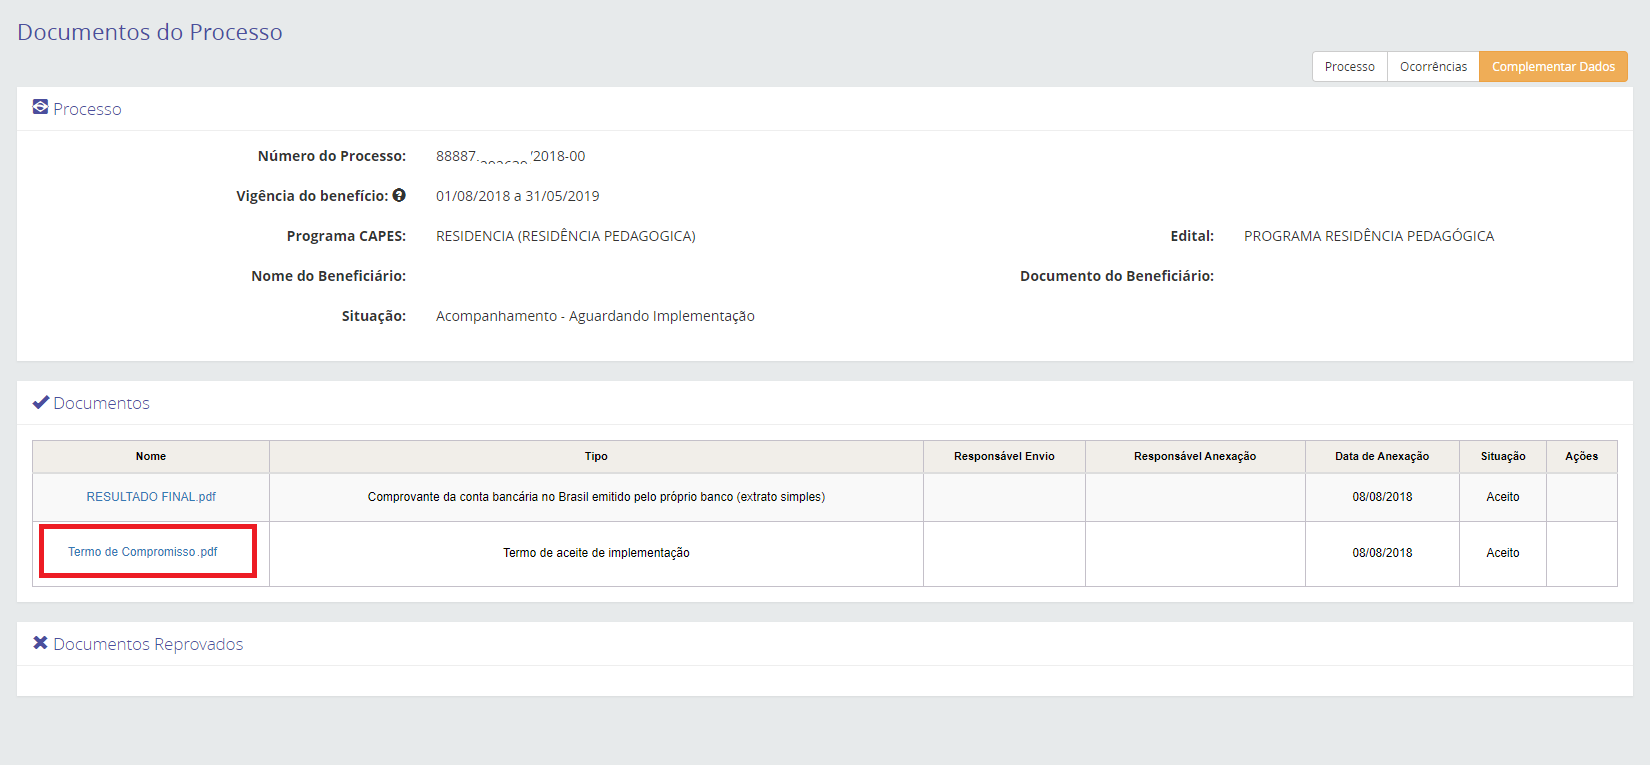 Documentos do Processo
Processo Ocorrências Complementar Dados
Processo
Número do Processo: 88887. /2018-00
Vigência do benefício: 01/08/2018 a 31/05/2019
Programa CAPES: RESIDENCIA (RESIDÊNCIA PEDAGOGICA) Edital: PROGRAMA RESIDÊNCIA PEDAGÓGICA
Nome do Beneficiário: Documento do Beneficiário:
Situação: Acompanhamento - Aguardando Implementação
Documentos
Nome Tipo Responsável Envio Responsável Anexação Data de Anexação Situação Ações
RESULTADO FINAL.pdf Comprovante da conta bancária no Brasil emitido pelo próprio banco (extrato simples) 08/08/2018 Aceito
Termo de Compromisso.pdf Termo de aceite de implementação 08/08/2018 Aceito
Documentos Reprovados